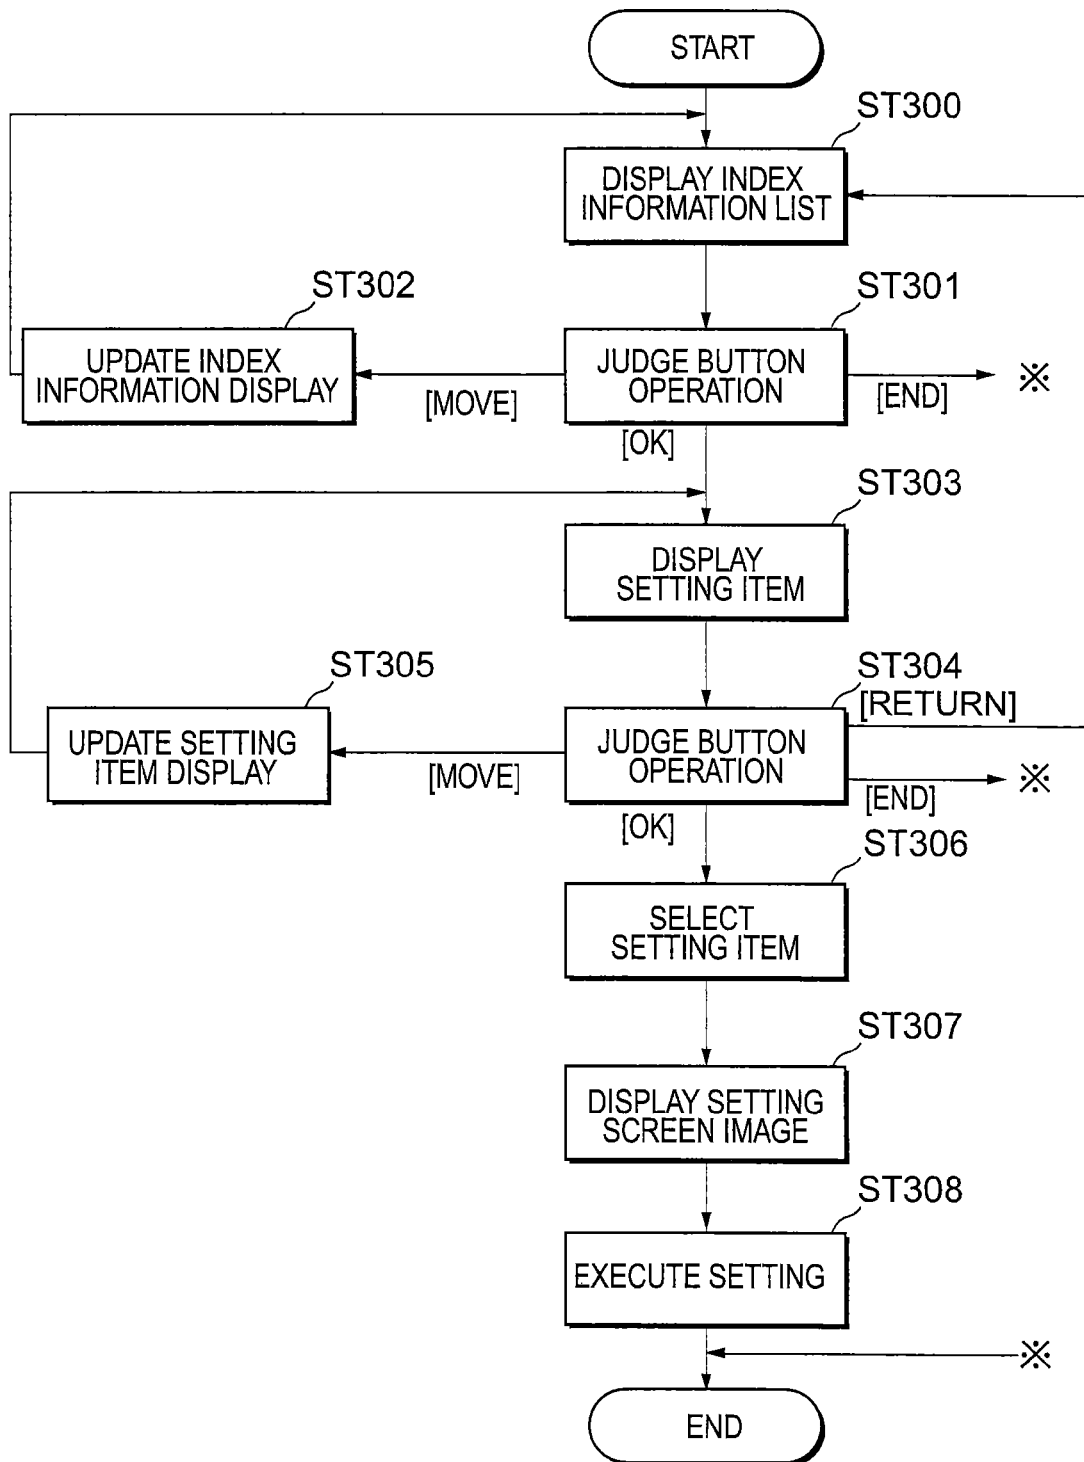 START
ST300
DISPLAY INDEX
INFORMATION LIST
ST302
ST301
UPDATE INDEX
INFORMATION DISPLAY
[MOVE]
JUDGE BUTTON
OPERATION
[END]
※
[OK]
ST303
DISPLAY
SETTING ITEM
ST305
ST304
[RETURN]
UPDATE SETTING
ITEM DISPLAY
[MOVE]
JUDGE BUTTON
OPERATION
[END]
※
[OK]
ST306
SELECT
SETTING ITEM
ST307
DISPLAY SETTING
SCREEN IMAGE
ST308
EXECUTE SETTING
※
END